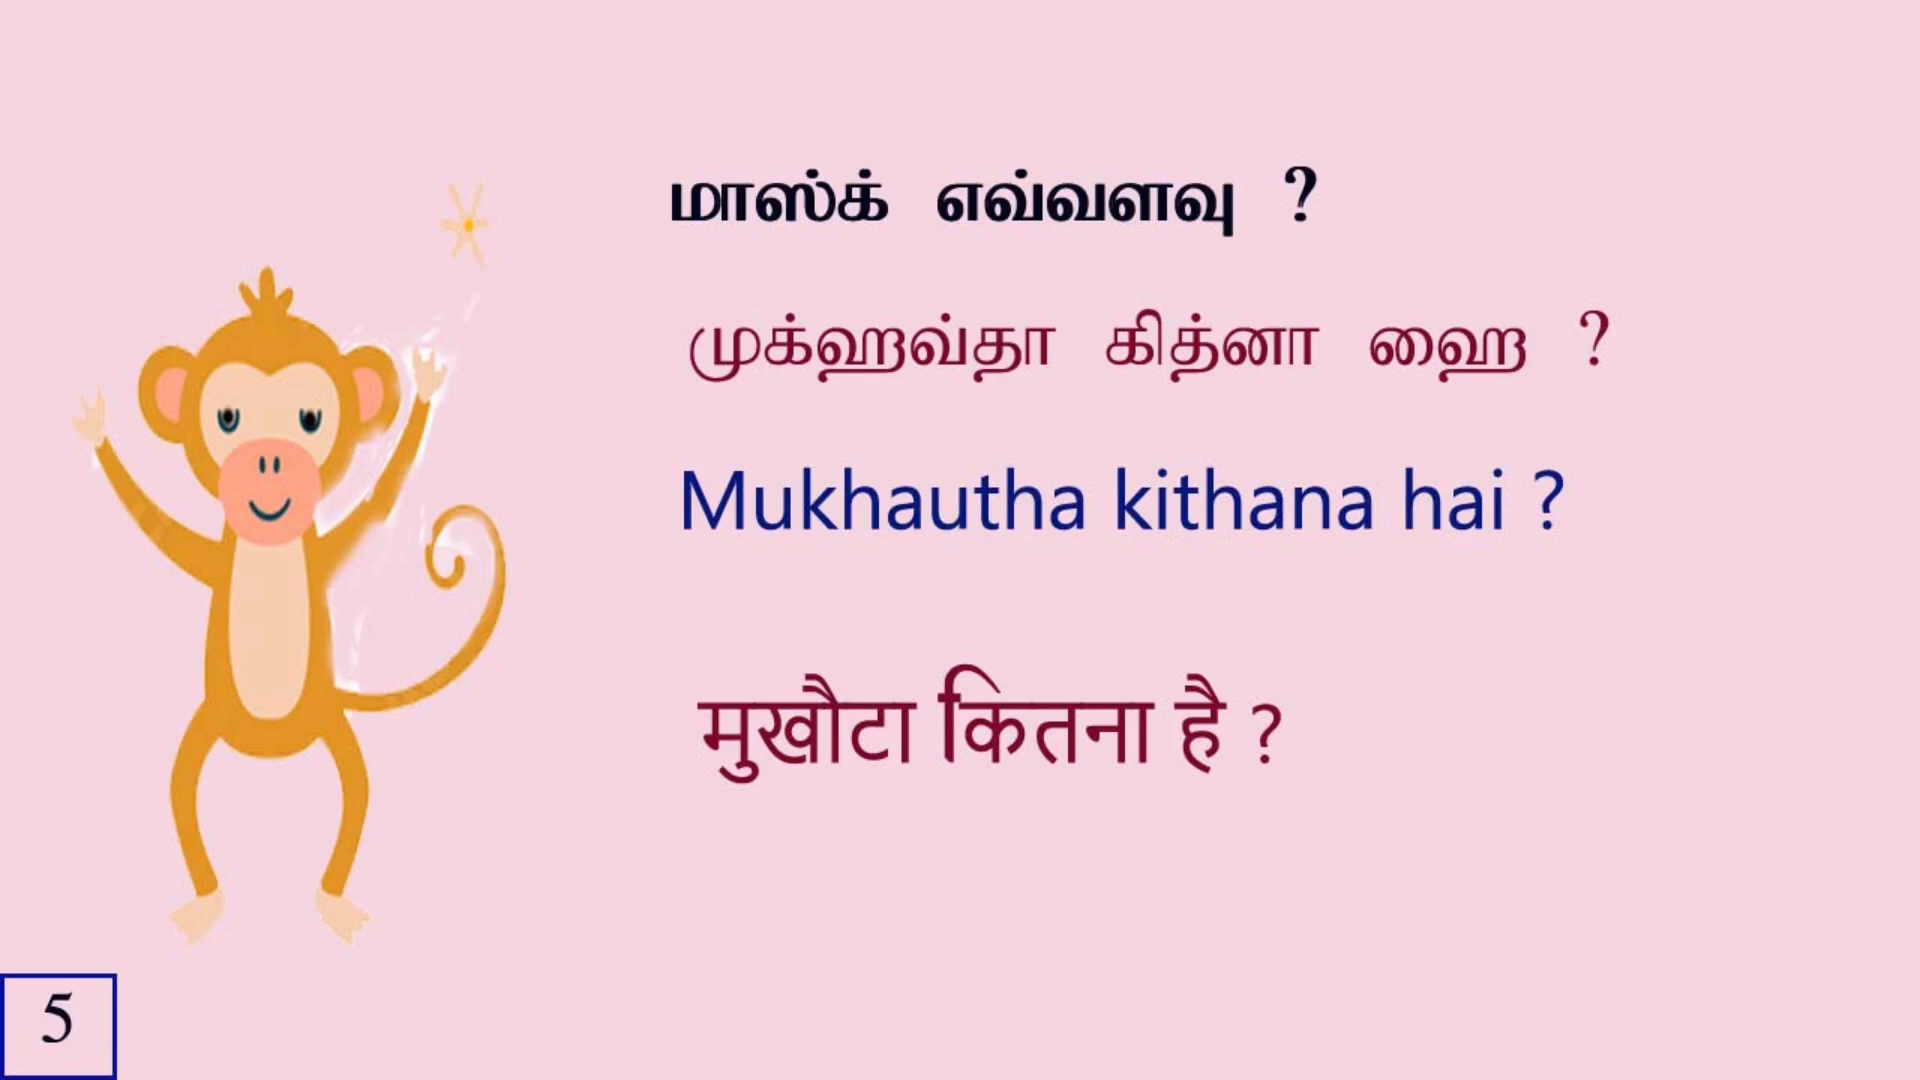 மாஸ்க் எவ்வளவு ?
முக்ஹவ்தா கித்னா ஹை ?
Mukhautha kithana hai ?
मुखौटा कितना है ?
5